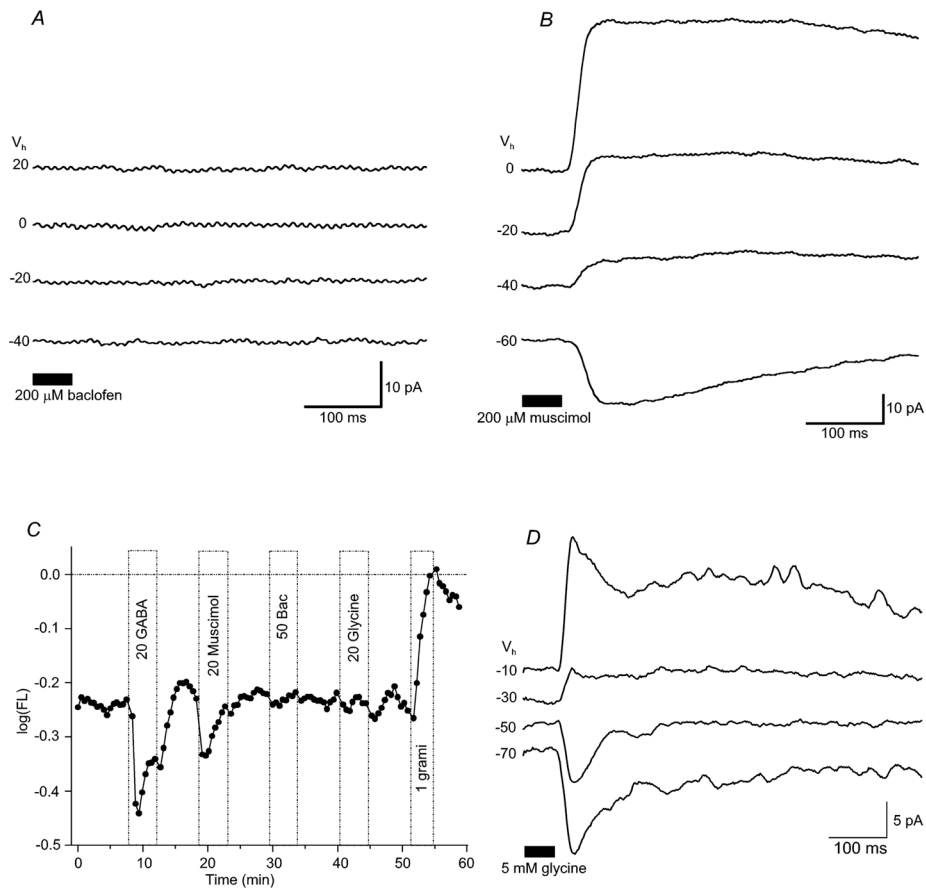 A
V_h
20
0
-20
-40
200 µM baclofen
10 pA
100 ms
B
V_h
0
-20
-40
-60
200 µM muscimol
10 pA
100 ms
C
0.0
-0.1
-0.2
-0.3
-0.4
-0.5
log(FL)
20 GABA
20 Muscimol
50 Bac
20 Glycine
1 grami
0
10
20
30
40
50
60
Time (min)
D
V_h
-10
-30
-50
-70
5 mM glycine
5 pA
100 ms